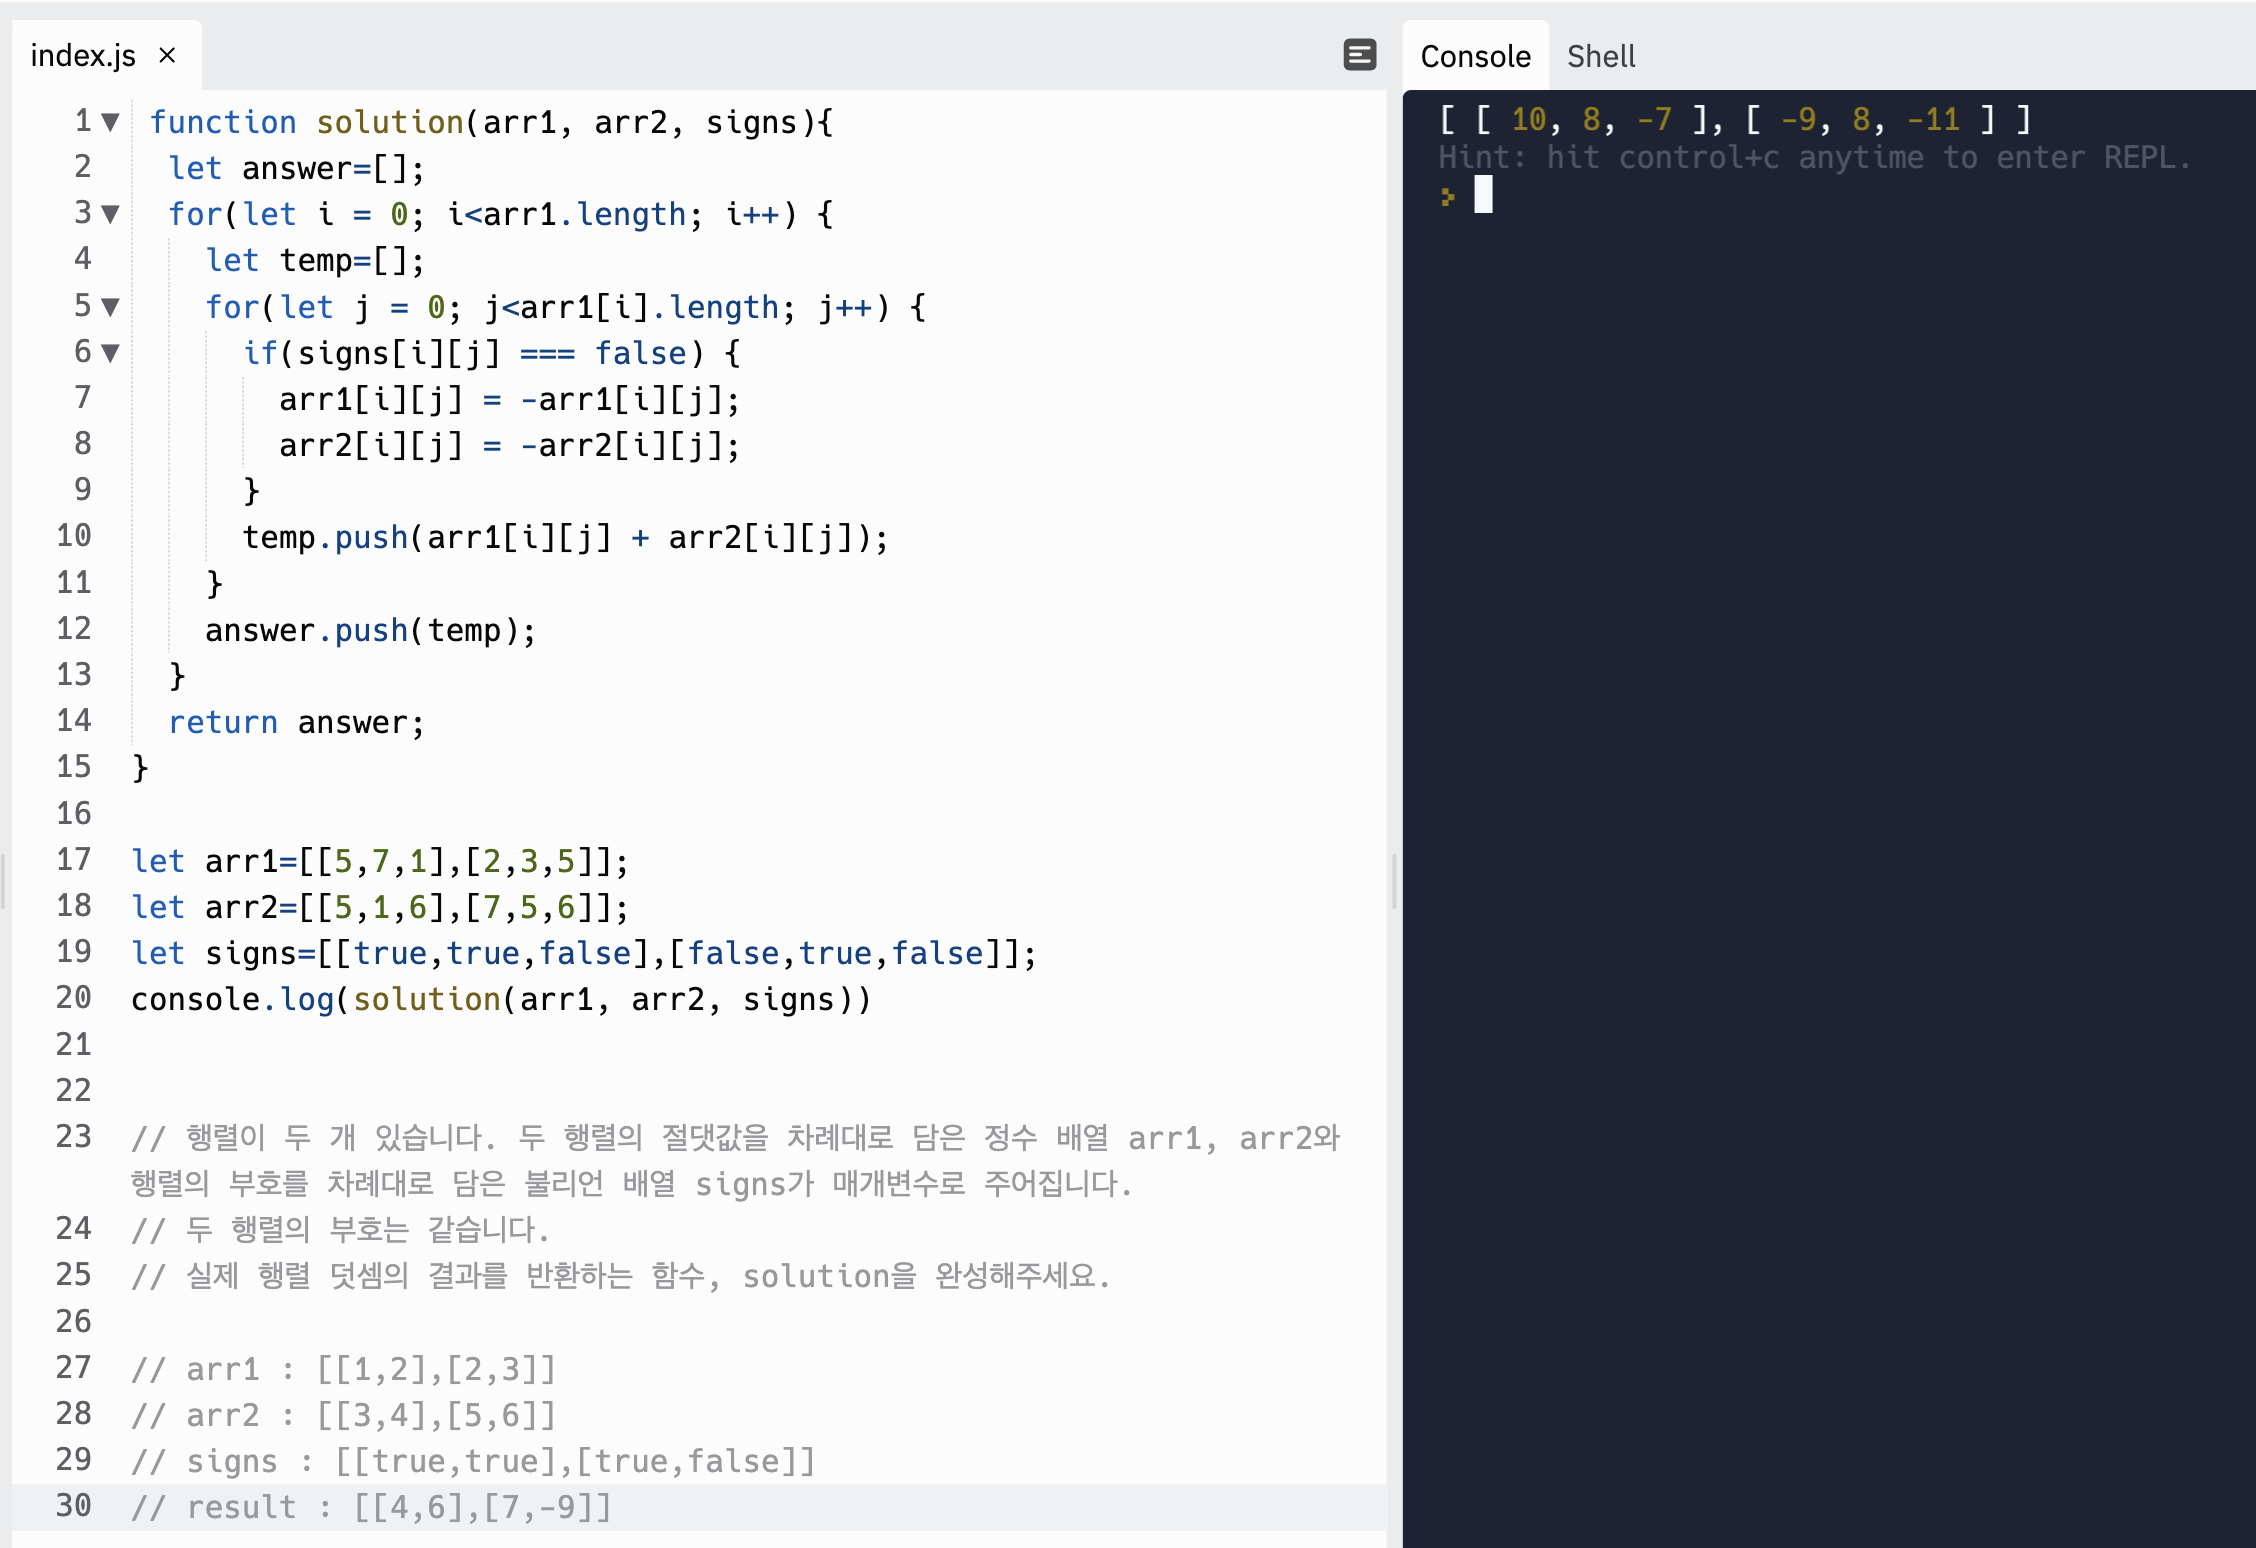 index.js ×
Console Shell
1 function solution(arr1, arr2, signs){
2 let answer=[];
3 for(let i = 0; i<arr1.length; i++) {
4 let temp=[];
5 for(let j = 0; j<arr1[i].length; j++) {
6 if(signs[i][j] === false) {
7 arr1[i][j] = -arr1[i][j];
8 arr2[i][j] = -arr2[i][j];
9 }
10 temp.push(arr1[i][j] + arr2[i][j]);
11 }
12 answer.push(temp);
13 }
14 return answer;
15 }
16
17 let arr1=[[5,7,1],[2,3,5]];
18 let arr2=[[5,1,6],[7,5,6]];
19 let signs=[[true,true,false],[false,true,false]];
20 console.log(solution(arr1, arr2, signs))
21
22
23 // 행렬이 두 개 있습니다. 두 행렬의 절댓값을 차례대로 담은 정수 배열 arr1, arr2와
행렬의 부호를 차례대로 담은 불리언 배열 signs가 매개변수로 주어집니다.
24 // 두 행렬의 부호는 같습니다.
25 // 실제 행렬 덧셈의 결과를 반환하는 함수, solution을 완성해주세요.
26
27 // arr1 : [[1,2],[2,3]]
28 // arr2 : [[3,4],[5,6]]
29 // signs : [[true,true],[true,false]]
30 // result : [[4,6],[7,-9]]
[ [ 10, 8, -7 ], [ -9, 8, -11 ] ]
Hint: hit control+c anytime to enter REPL.